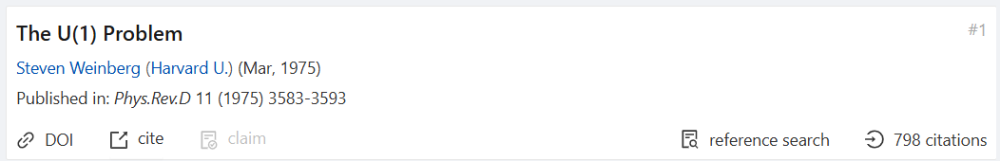 The U(1) Problem
#1
Steven Weinberg (Harvard U.) (Mar, 1975)
Published in: Phys.Rev.D 11 (1975) 3583-3593
DOI cite claim reference search 798 citations